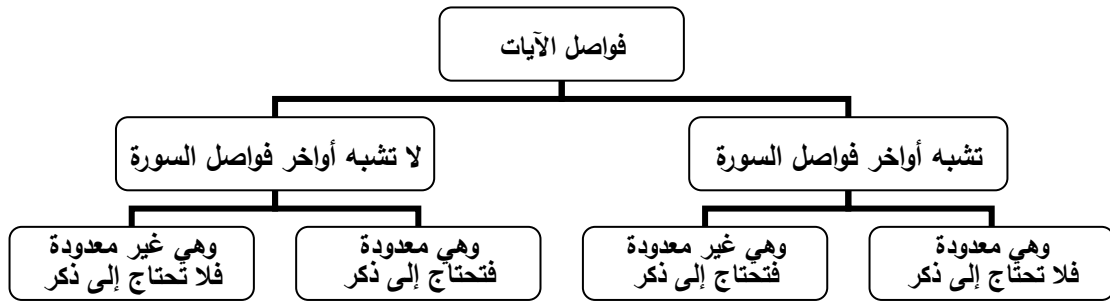 فواصل الآيات
تشبه أواخر فواصل السورة
لا تشبه أواخر فواصل السورة
وهي معدودة
فلا تحتاج إلى ذكر
وهي غير معدودة
فتحتاج إلى ذكر
وهي معدودة
فتحتاج إلى ذكر
وهي غير معدودة
فلا تحتاج إلى ذكر